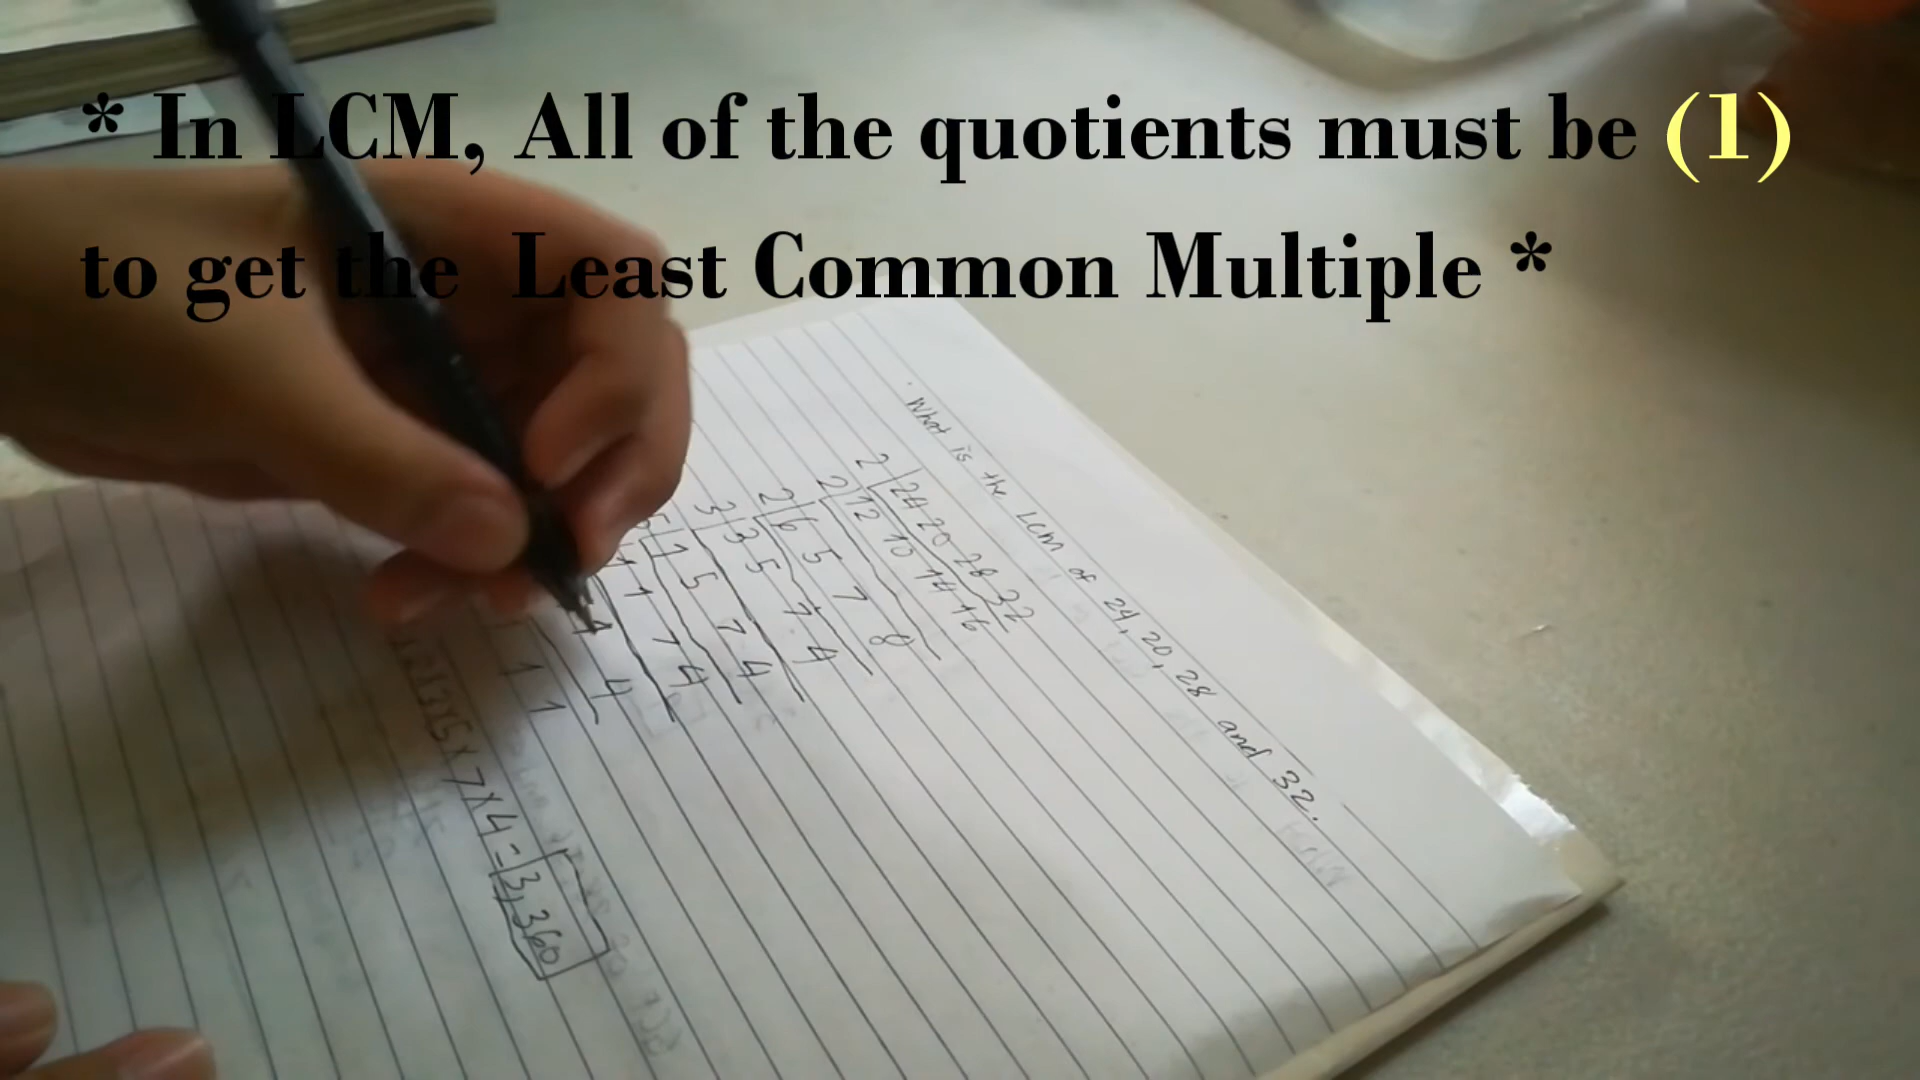 * In LCM, All of the quotients must be (1)
to get the Least Common Multiple *
. What is the LCM of 24, 20, 28 and 32.
2 24 20 28 32
2 12 10 14 16
2 6 5 7 8
3 3 5 7 4
5 1 5 7 4
1 1 7 4
1 4
1 1
x2x3x5x7x4 = 3,360